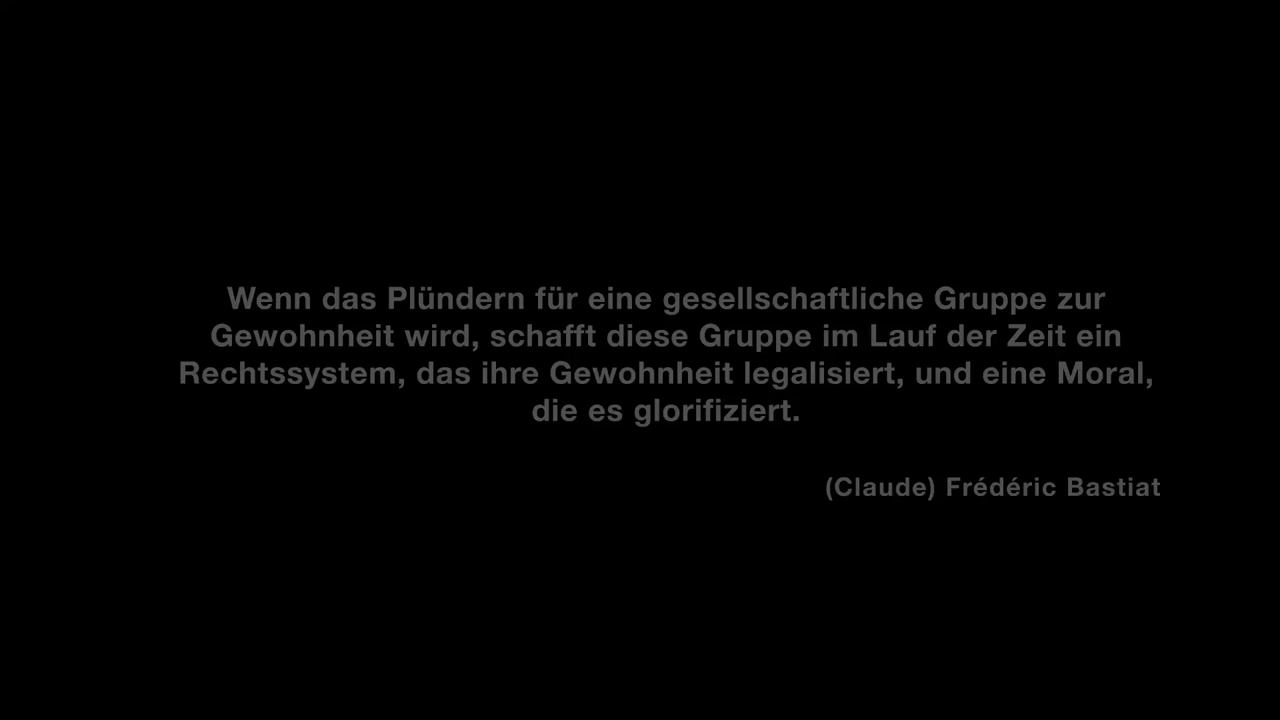 Wenn das Plündern für eine gesellschaftliche Gruppe zur
Gewohnheit wird, schafft diese Gruppe im Lauf der Zeit ein
Rechtssystem, das ihre Gewohnheit legalisiert, und eine Moral,
die es glorifiziert.
(Claude) Frédéric Bastiat